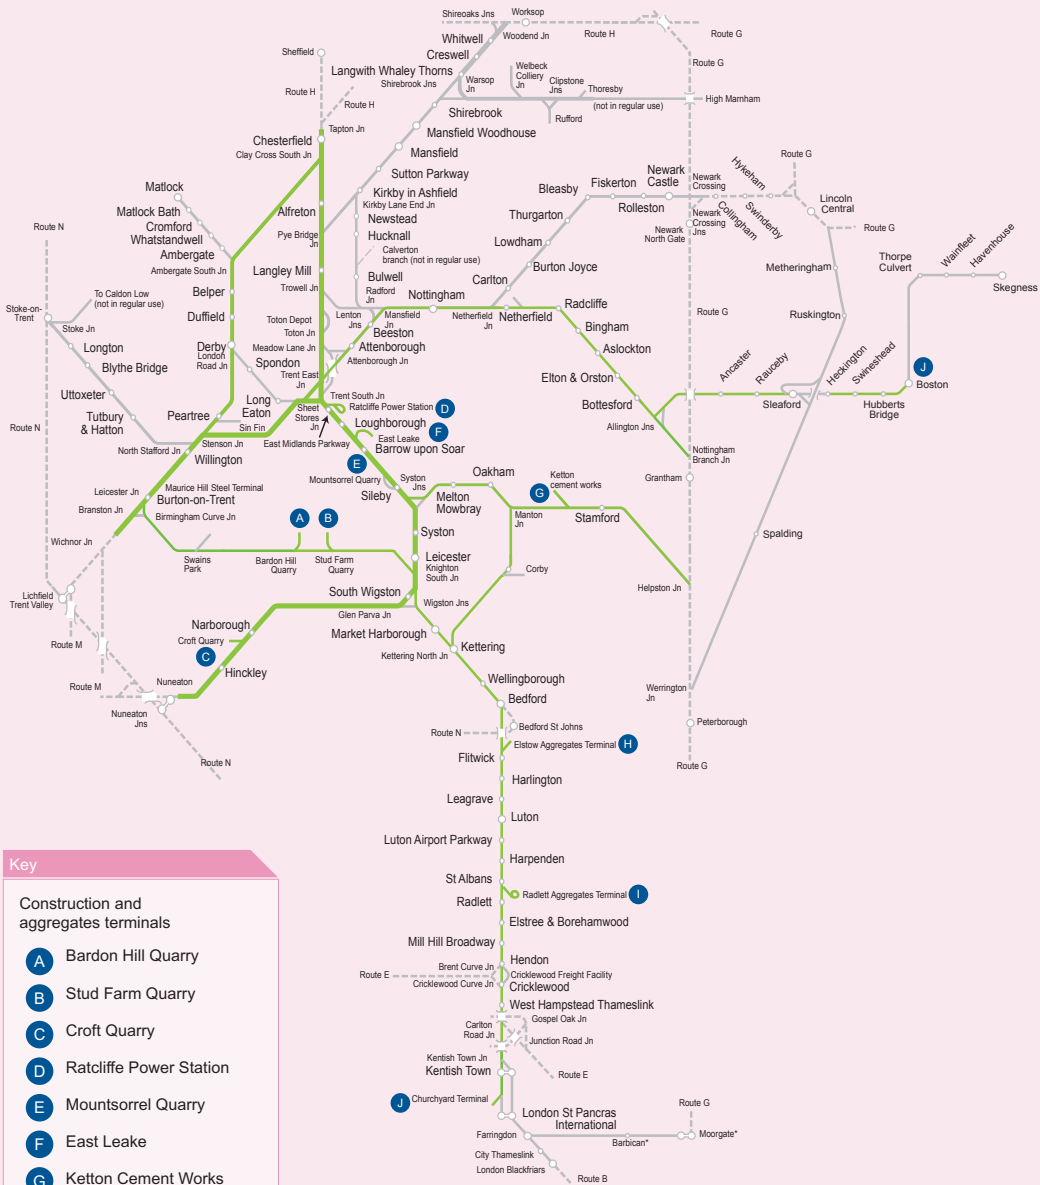 Shireoaks Jns
Worksop
Woodend Jn
Route H
Route G
Whitwell
Creswell
Langwith Whaley Thorns
Shirebrook Jns
Route G
Sheffield
Route H
Route H
Warsop
Jn
Welbeck
Colliery
Jn
Clipstone
Jns
Thoresby
(not in regular use)
Rufford
High Marnham
Shirebrook
Tapton Jn
Mansfield Woodhouse
Chesterfield
Clay Cross South Jn
Mansfield
Sutton Parkway
Matlock
Matlock Bath
Cromford
Whatstandwell
Ambergate
Ambergate South Jn
Alfreton
Pye Bridge
Jn
Kirkby in Ashfield
Kirkby Lane End Jn
Newstead
Hucknall
Calverton
branch (not in regular use)
Bulwell
Radford
Jn
Bleasby
Fiskerton
Newark
Castle
Rolleston
Newark
Crossing
Newark
Crossing
Jns
Newark
North Gate
Hykeham
Swinderby
Collingham
Route G
Lincoln
Central
Route G
Thurgarton
Lowdham
Burton Joyce
Carlton
Metheringham
Thorpe
Culvert
Wainfleet
Havenhouse
Skegness
Ruskington
Route N
Stoke-on-
Trent
To Caldon Low
(not in regular use)
Stoke Jn
Longton
Blythe Bridge
Uttoxeter
Tutbury
& Hatton
Route N
Belper
Duffield
Derby
London
Road Jn
Spondon
Peartree
Long
Eaton
Sin Fin
Langley Mill
Trowell Jn
Toton Depot
Toton Jn
Meadow Lane Jn
Trent East
Jn
Lenton
Jns
Mansfield
Jn
Nottingham
Beeston
Attenborough
Attenborough Jn
Netherfield
Jn
Netherfield
Radcliffe
Bingham
Aslockton
Elton & Orston
Bottesford
Allington Jns
Route G
Ancaster
Rauceby
Sleaford
Heckington
Swineshead
J
Boston
Hubberts
Bridge
Nottingham
Branch Jn
Grantham
North Stafford Jn
Stenson Jn
Willington
Sheet
Stores
Jn
Trent South Jn
Ratcliffe Power Station
D
F
Loughborough
East Leake
East Midlands Parkway
Barrow upon Soar
E
Mountsorrel Quarry
Sileby
Syston
Jns
Oakham
Melton
Mowbray
Ketton
cement works
G
Manton
Jn
Stamford
Leicester Jn
Maurice Hill Steel Terminal
Burton-on-Trent
Branston Jn
Birmingham Curve Jn
A
B
Wichnor Jn
Swains
Park
Bardon Hill
Quarry
Stud Farm
Quarry
Syston
Leicester
Knighton
South Jn
Corby
Helpston Jn
Spalding
Lichfield
Trent Valley
Route M
Route M
South Wigston
Glen Parva Jn
Wigston Jns
Narborough
Croft Quarry
C
Hinckley
Nuneaton
Nuneaton
Jns
Route N
Market Harborough
Kettering North Jn
Kettering
Wellingborough
Bedford
Bedford St Johns
Route N
Elstow Aggregates Terminal
H
Werrington
Jn
Peterborough
Route G
Flitwick
Harlington
Leagrave
Luton
Luton Airport Parkway
Harpenden
St Albans
Radlett Aggregates Terminal
I
Radlett
Elstree & Borehamwood
Mill Hill Broadway
Hendon
Brent Curve Jn
Route E
Cricklewood Freight Facility
Cricklewood Curve Jn
Cricklewood
West Hampstead Thameslink
Gospel Oak Jn
Carlton
Road Jn
Junction Road Jn
Kentish Town Jn
Kentish Town
Route E
J
Churchyard Terminal
London St Pancras
International
Route G
Farringdon
Barbican*
Moorgate*
City Thameslink
London Blackfriars
Route B
Key
Construction and
aggregates terminals
A Bardon Hill Quarry
B Stud Farm Quarry
C Croft Quarry
D Ratcliffe Power Station
E Mountsorrel Quarry
F East Leake
G Ketton Cement Works